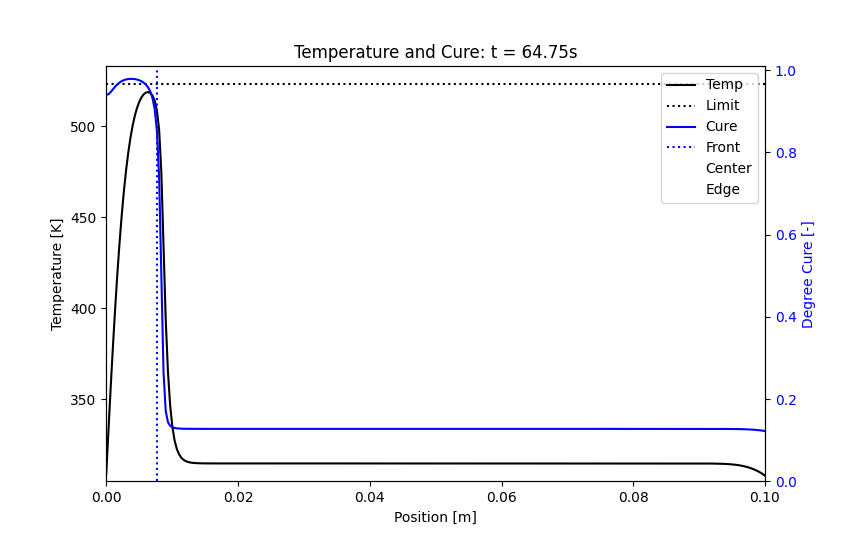 Temperature and Cure: t = 64.75s
Temperature [K]
500
450
400
350
1.0
0.8
0.6
0.4
0.2
0.0
Degree Cure [-]
Temp
Limit
Cure
Front
Center
Edge
0.00 0.02 0.04 0.06 0.08 0.10
Position [m]